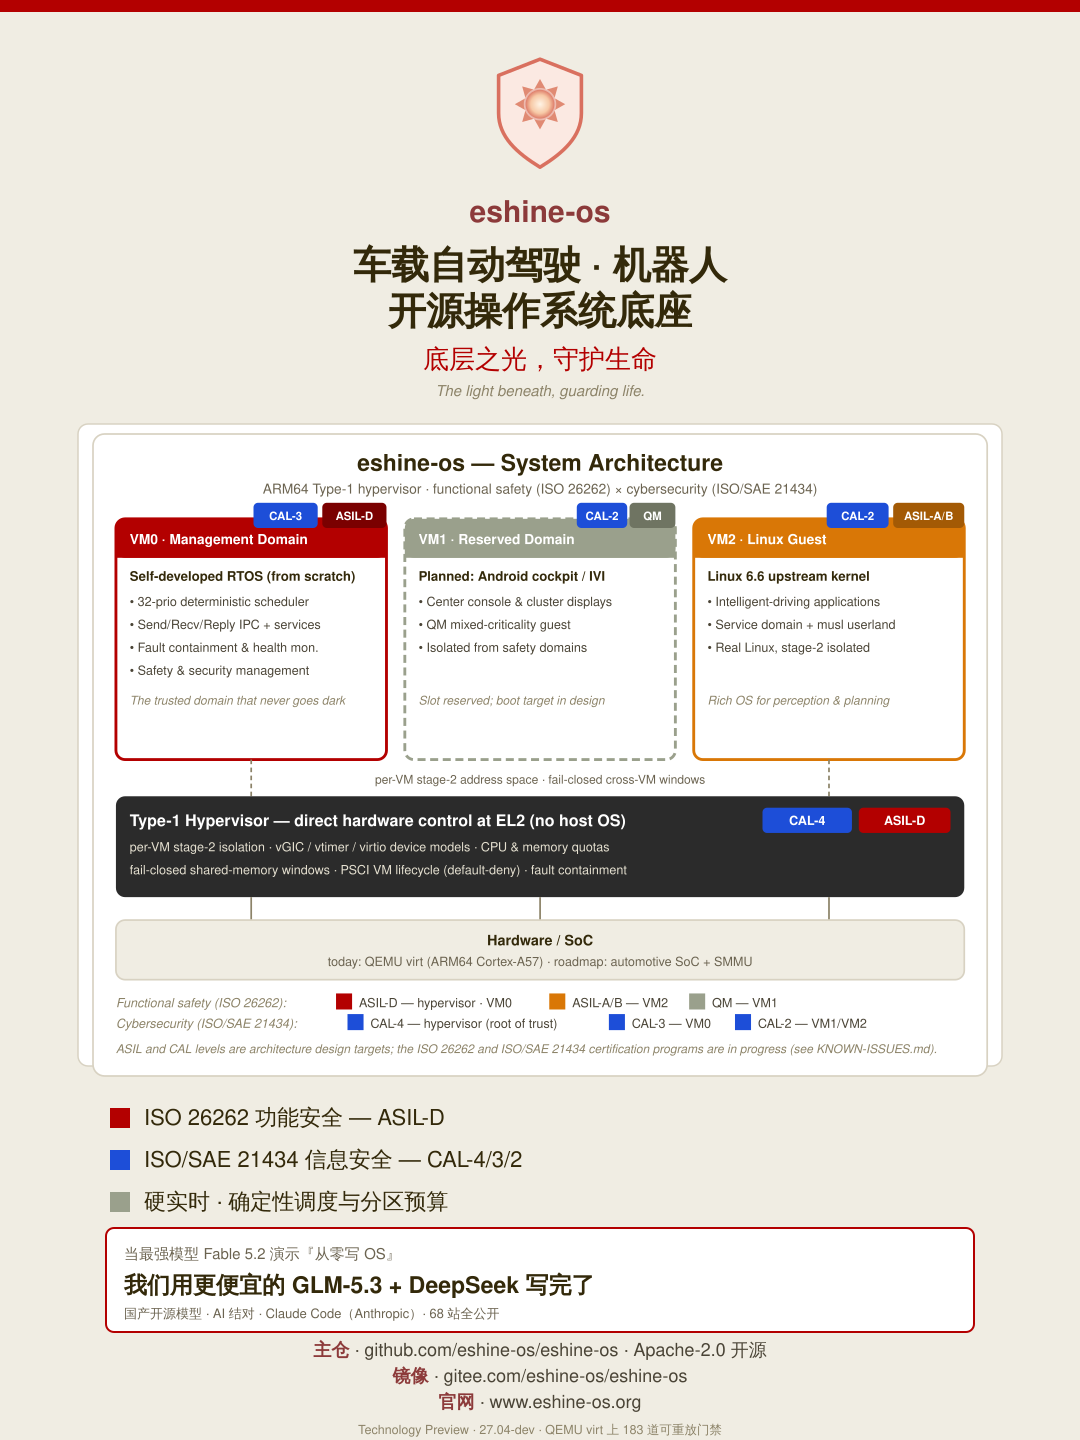 eshine-os
车载自动驾驶 · 机器人
开源操作系统底座
底层之光，守护生命
The light beneath, guarding life.
eshine-os — System Architecture
ARM64 Type-1 hypervisor · functional safety (ISO 26262) × cybersecurity (ISO/SAE 21434)
CAL-3 ASIL-D
VM0 · Management Domain
Self-developed RTOS (from scratch)
• 32-prio deterministic scheduler
• Send/Recv/Reply IPC + services
• Fault containment & health mon.
• Safety & security management
The trusted domain that never goes dark
CAL-2 QM
VM1 · Reserved Domain
Planned: Android cockpit / IVI
• Center console & cluster displays
• QM mixed-criticality guest
• Isolated from safety domains
Slot reserved; boot target in design
CAL-2 ASIL-A/B
VM2 · Linux Guest
Linux 6.6 upstream kernel
• Intelligent-driving applications
• Service domain + musl userland
• Real Linux, stage-2 isolated
Rich OS for perception & planning
per-VM stage-2 address space · fail-closed cross-VM windows
Type-1 Hypervisor — direct hardware control at EL2 (no host OS) CAL-4 ASIL-D
per-VM stage-2 isolation · vGIC / vtimer / virtio device models · CPU & memory quotas
fail-closed shared-memory windows · PSCI VM lifecycle (default-deny) · fault containment
Hardware / SoC
today: QEMU virt (ARM64 Cortex-A57) · roadmap: automotive SoC + SMMU
Functional safety (ISO 26262): ASIL-D — hypervisor · VM0 ASIL-A/B — VM2 QM — VM1
Cybersecurity (ISO/SAE 21434): CAL-4 — hypervisor (root of trust) CAL-3 — VM0 CAL-2 — VM1/VM2
ASIL and CAL levels are architecture design targets; the ISO 26262 and ISO/SAE 21434 certification programs are in progress (see KNOWN-ISSUES.md).
ISO 26262 功能安全 — ASIL-D
ISO/SAE 21434 信息安全 — CAL-4/3/2
硬实时 · 确定性调度与分区预算
当最强模型 Fable 5.2 演示『从零写 OS』
我们用更便宜的 GLM-5.3 + DeepSeek 写完了
国产开源模型 · AI 结对 · Claude Code（Anthropic）· 68 站全公开
主仓 · github.com/eshine-os/eshine-os · Apache-2.0 开源
镜像 · gitee.com/eshine-os/eshine-os
官网 · www.eshine-os.org
Technology Preview · 27.04-dev · QEMU virt 上 183 道可重放门禁